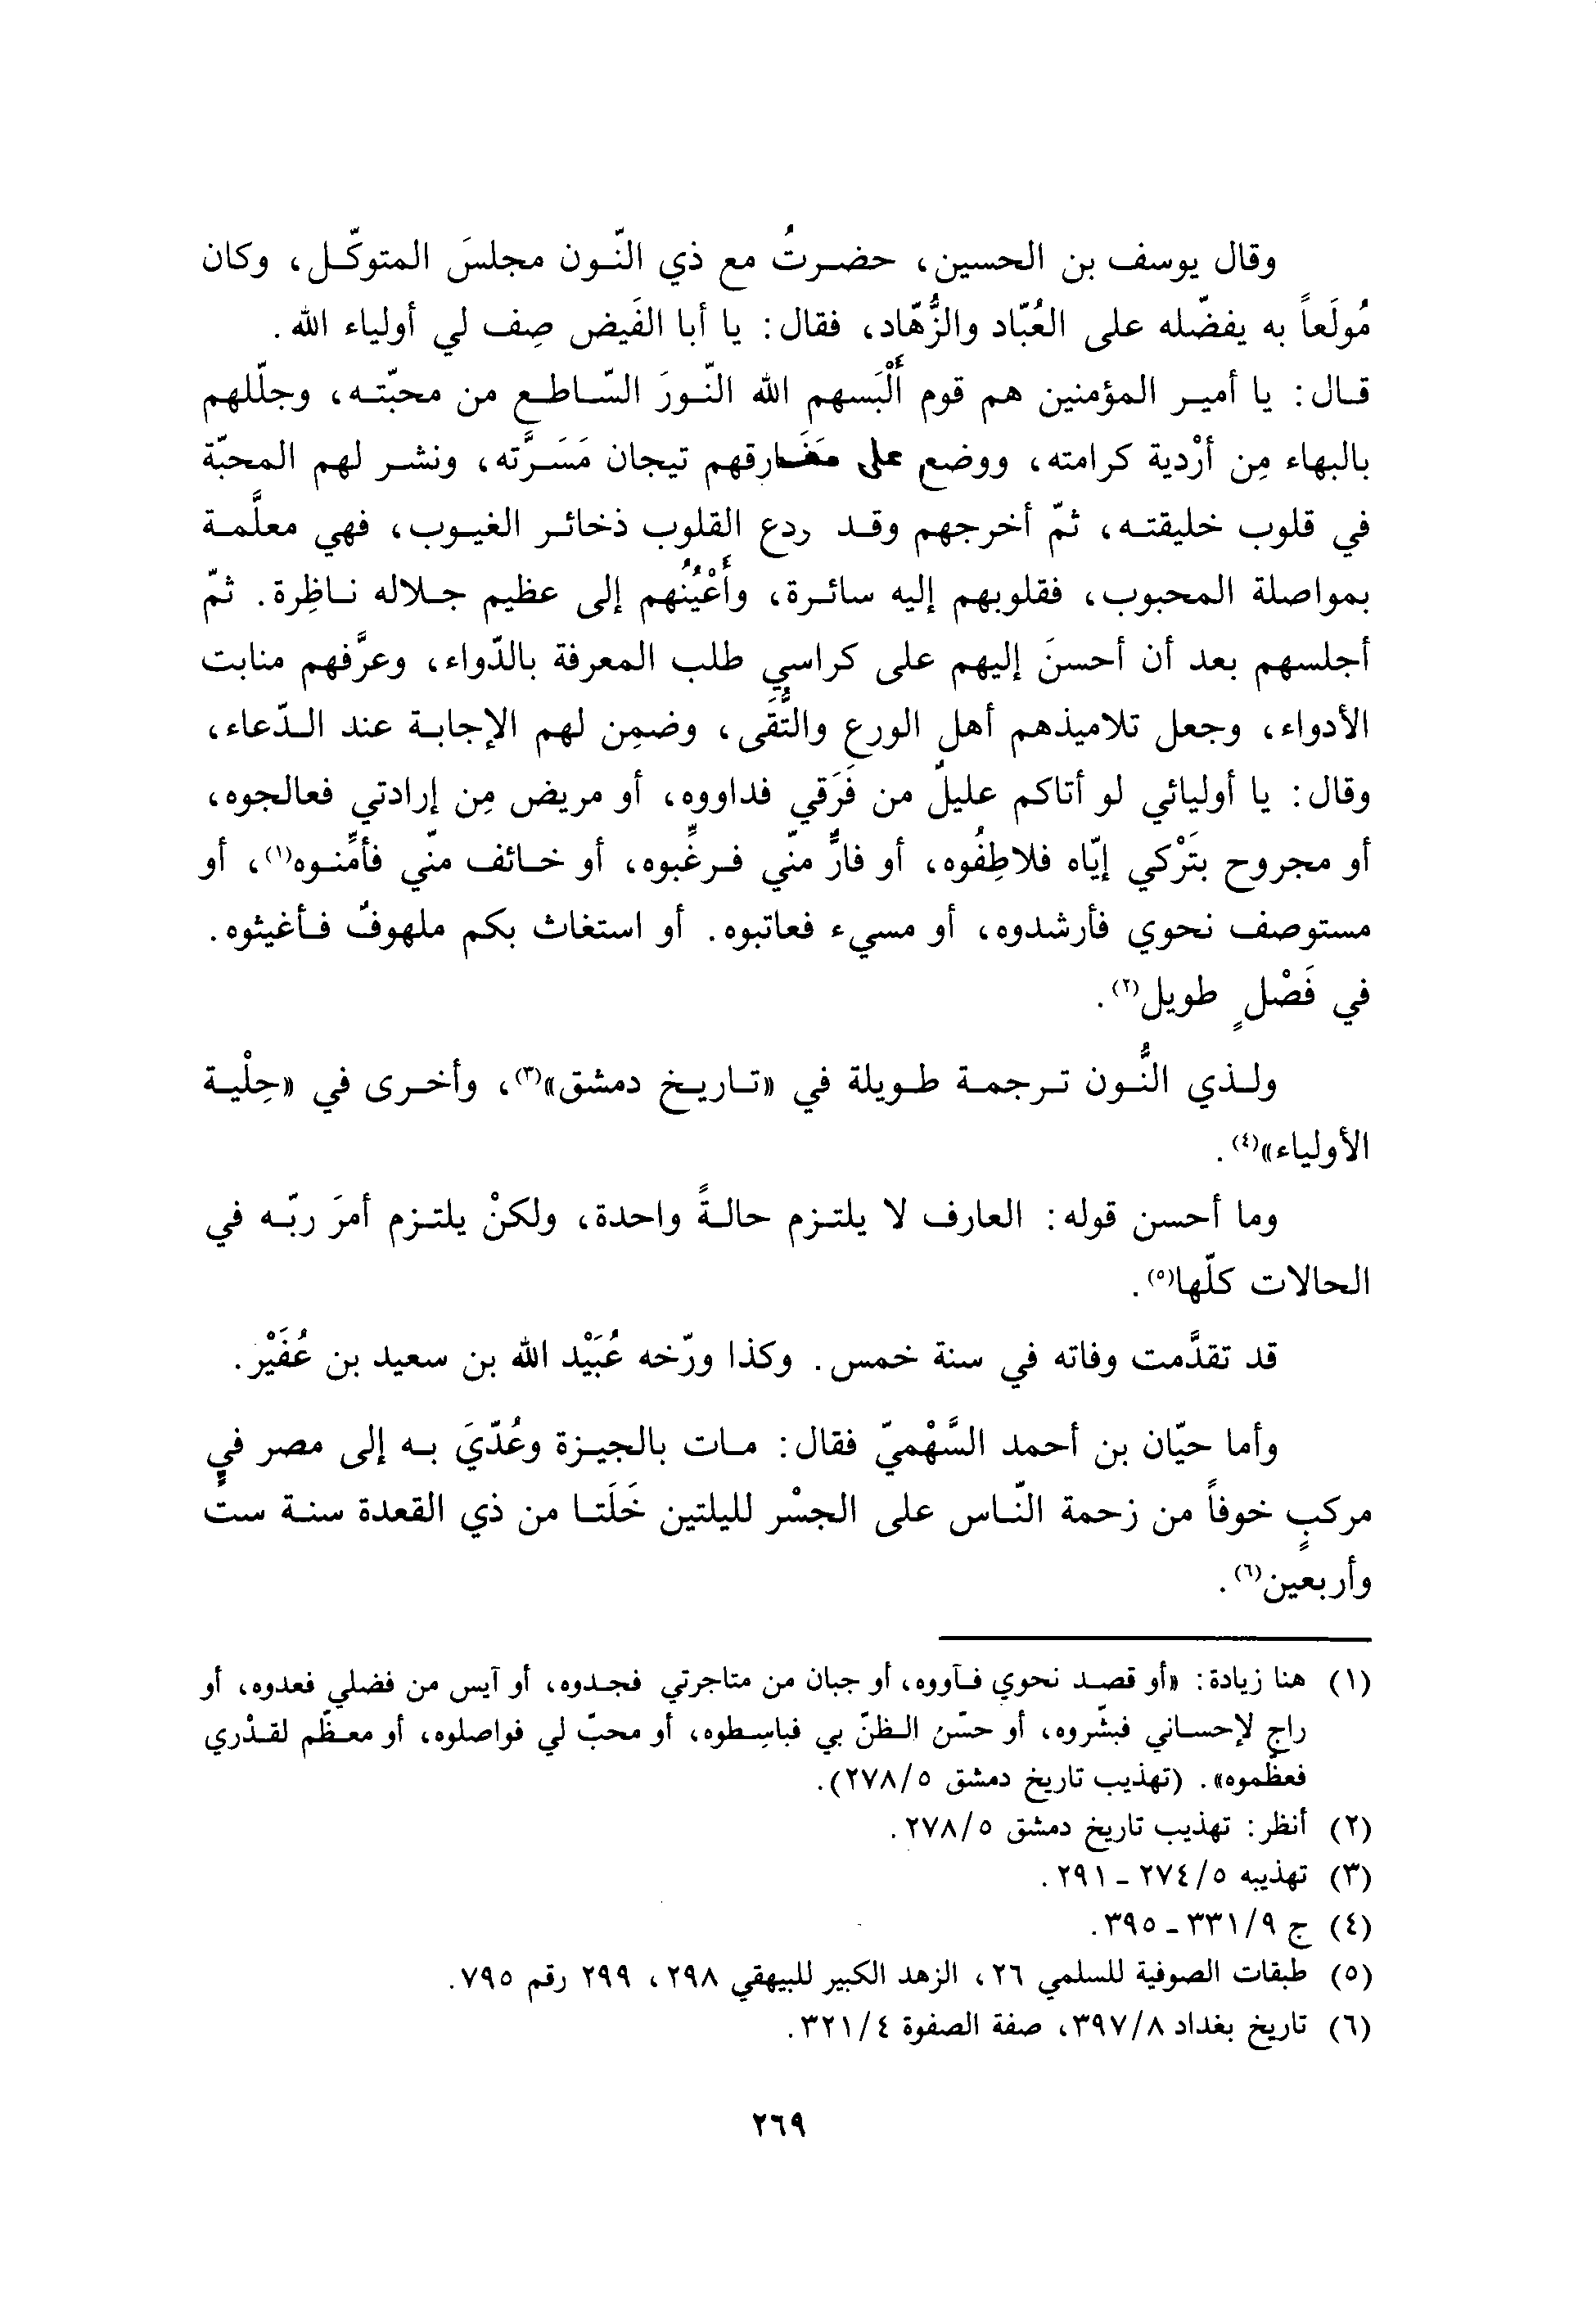 وقال يوسف بن الحسين، حضرتُ مع ذي النّون مجلسَ المتوكّل، وكان
مُولَعاً به يفضّله على العُبّاد والزُّهّاد، فقال: يا أبا الفَيض صِف لي أولياء الله.
قال: يا أمير المؤمنين هم قوم أَلْبَسهم الله النّورَ السّاطع من محبّته، وجلّلهم
بالبهاء مِن أرْدية كرامته، ووضع على مَفَارقهم تيجان مَسَرَّته، ونشر لهم المحبّة
في قلوب خليقته، ثمّ أخرجهم وقد ردع القلوب ذخائر الغيوب، فهي معلَّمة
بمواصلة المحبوب، فقلوبهم إليه سائرة، وأَعْيُنُهم إلى عظيم جلاله ناظِرة. ثمّ
أجلسهم بعد أن أحسنَ إليهم على كراسي طلب المعرفة بالدّواء، وعرَّفهم منابت
الأدواء، وجعل تلاميذهم أهل الورع والتُّقَى، وضمِن لهم الإجابة عند الدّعاء،
وقال: يا أوليائي لو أتاكم عليلٌ من فَرَقي فداووه، أو مريض مِن إرادتي فعالجوه،
أو مجروح بتَرْكي إيّاه فلاطِفُوه، أو فارٌّ منّي فرغِّبوه، أو خائف منّي فأمِّنوه(١)، أو
مستوصف نحوي فأرشدوه، أو مسيء فعاتبوه. أو استغاث بكم ملهوفٌ فأغيثوه.
في فَصْلٍ طويل(٢).
ولذي النُّون ترجمة طويلة في «تاريخ دمشق»(٣)، وأخرى في «حِلْية
الأولياء»(٤).
وما أحسن قوله: العارف لا يلتزم حالةً واحدة، ولكنْ يلتزم أمرَ ربّه في
الحالات كلّها(٥).
قد تقدَّمت وفاته في سنة خمس. وكذا ورّخه عُبَيْد الله بن سعيد بن عُفَيْر.
وأما حيّان بن أحمد السَّهْميّ فقال: مات بالجيزة وعُدّيَ به إلى مصر في
مركبٍ خوفاً من زحمة النّاس على الجسْر لليلتين خَلَتا من ذي القعدة سنة ستٍّ
وأربعين(٦).
(١) هنا زيادة: «أو قصد نحوي فآووه، أو جبان من متاجرتي فجدوه، أو آيس من فضلي فعدوه، أو
راجٍ لإحساني فبشّروه، أو حسّن الظنّ بي فباسِطوه، أو محبّ لي فواصلوه، أو معظّم لقدْري
فعظّموه». (تهذيب تاريخ دمشق ٢٧٨/٥).
(٢) أنظر: تهذيب تاريخ دمشق ٢٧٨/٥.
(٣) تهذيبه ٢٧٤/٥ - ٢٩١.
(٤) ج ٣٣١/٩ - ٣٩٥.
(٥) طبقات الصوفية للسلمي ٢٦، الزهد الكبير للبيهقي ٢٩٨، ٢٩٩ رقم ٧٩٥.
(٦) تاريخ بغداد ٣٩٧/٨، صفة الصفوة ٣٢١/٤.
٢٦٩